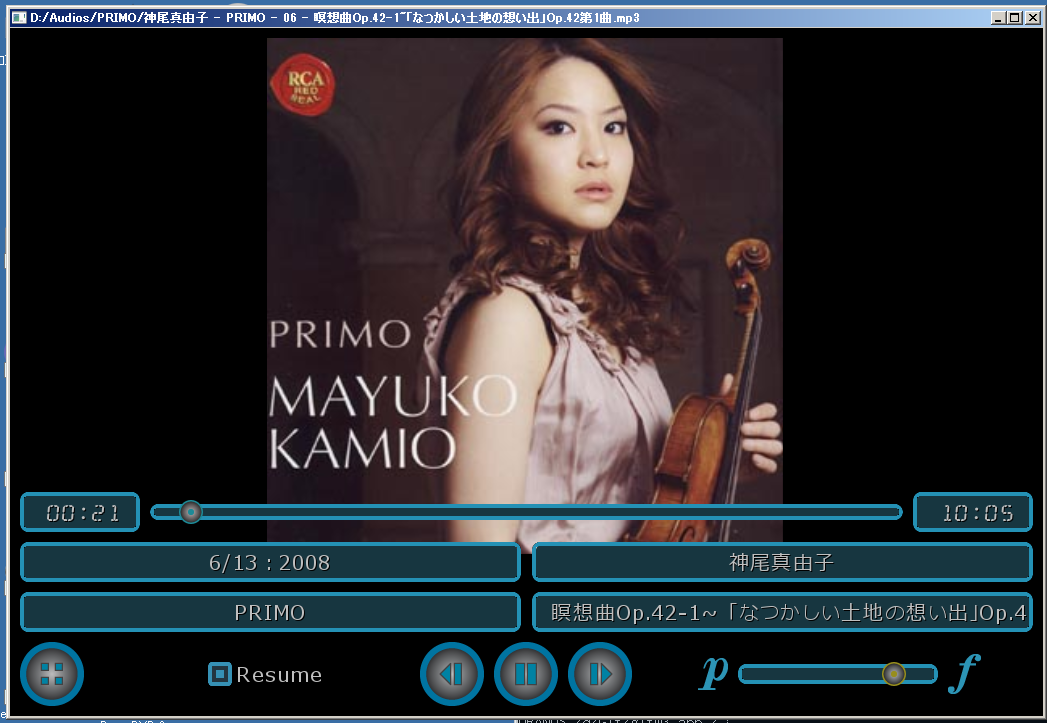 D:/Audios/PRIMO/神尾真由子 - PRIMO - 06 - 瞑想曲Op.42-1~「なつかしい土地の想い出」Op.42第1曲.mp3
RCA
RED
SEAL
PRIMO
MAYUKO
KAMIO
00:21
10:05
6/13 : 2008
神尾真由子
PRIMO
瞑想曲Op.42-1~「なつかしい土地の想い出」Op.4
Resume
p
f